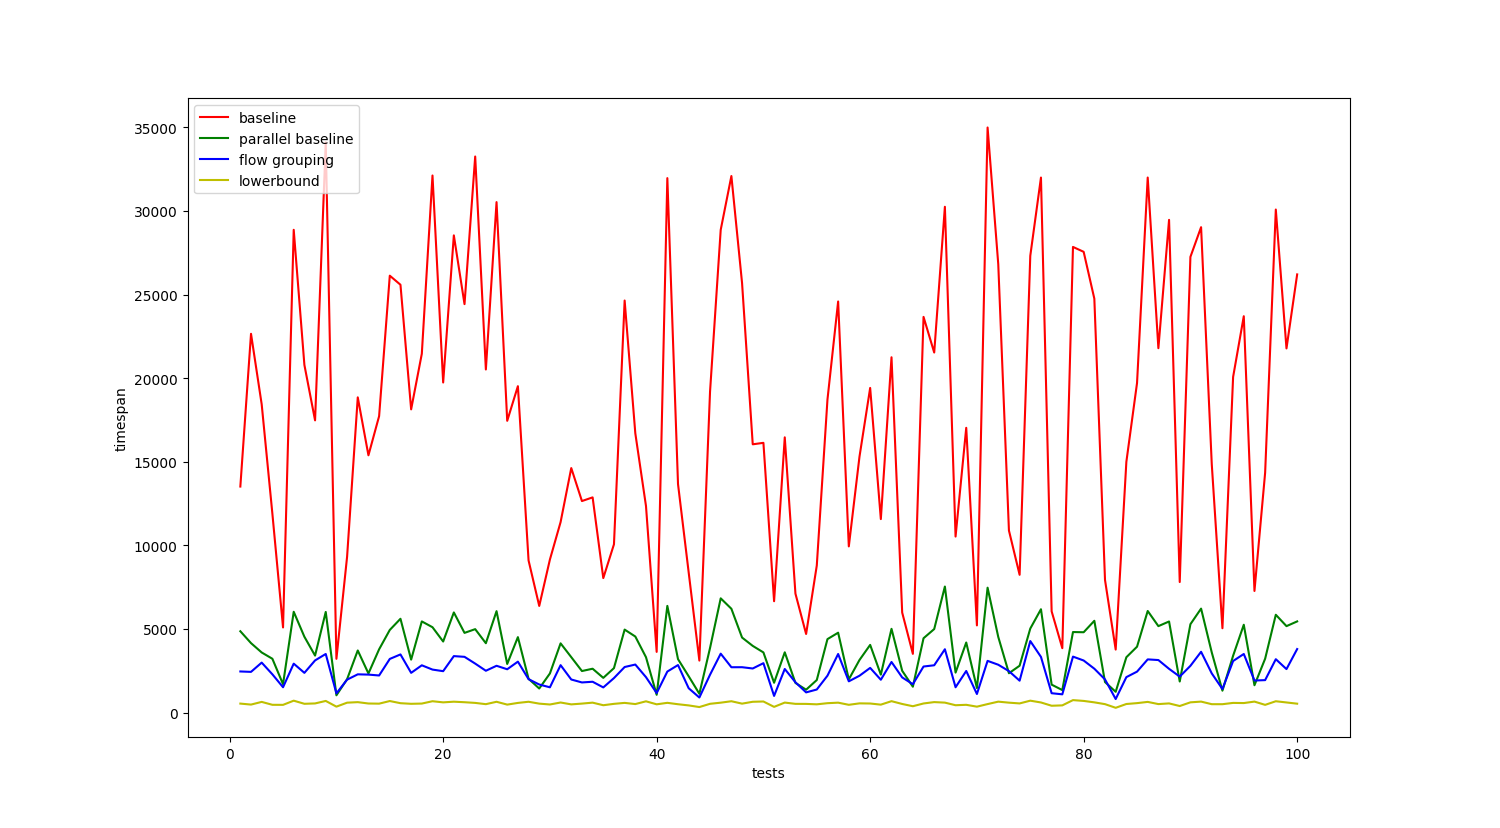 baseline
parallel baseline
flow grouping
lowerbound
35000
30000
25000
20000
15000
10000
5000
0
timespan
0 20 40 60 80 100
tests